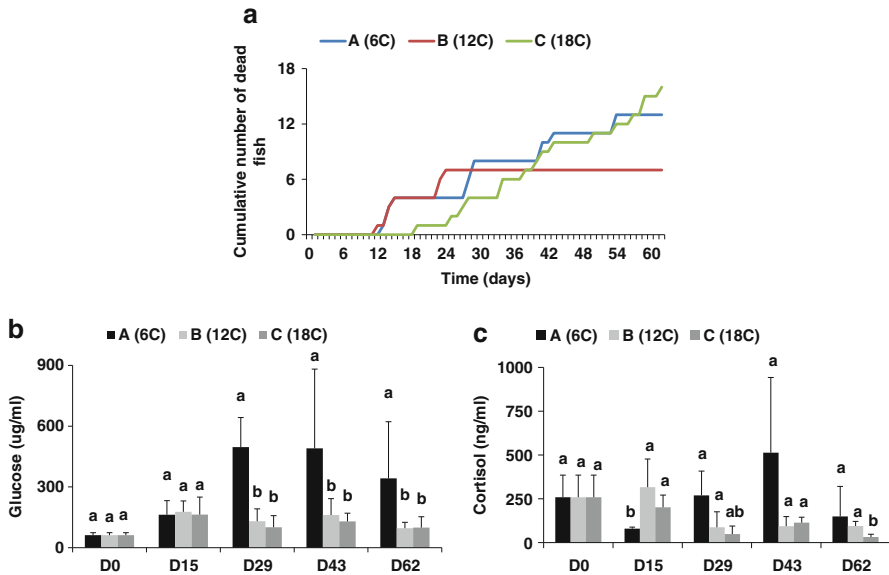 a
A (6C) B (12C) C (18C)
18
12
6
0
Cumulative number of dead
fish
0 6 12 18 24 30 36 42 48 54 60
Time (days)
b
A (6C) B (12C) C (18C)
900
600
300
0
Glucose (ug/ml)
a a a
a a a
a b b
a b b
a b b
D0 D15 D29 D43 D62
c
A (6C) B (12C) C (18C)
1000
750
500
250
0
Cortisol (ng/ml)
a a a
b a a
a a ab
a a a
a a b
D0 D15 D29 D43 D62